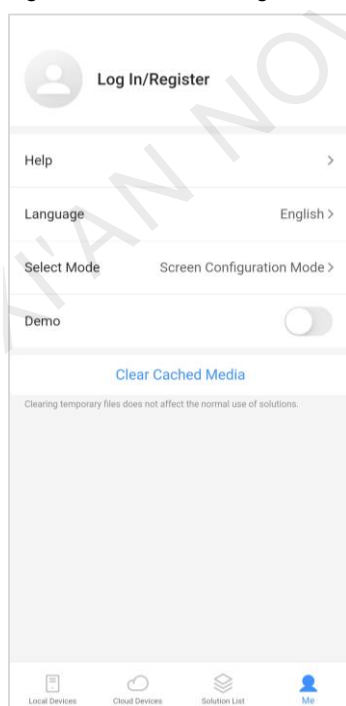 Log In/Register
Help
Language English
Select Mode Screen Configuration Mode
Demo
Clear Cached Media
Clearing temporary files does not affect the normal use of solutions.
Local Devices Cloud Devices Solution List Me